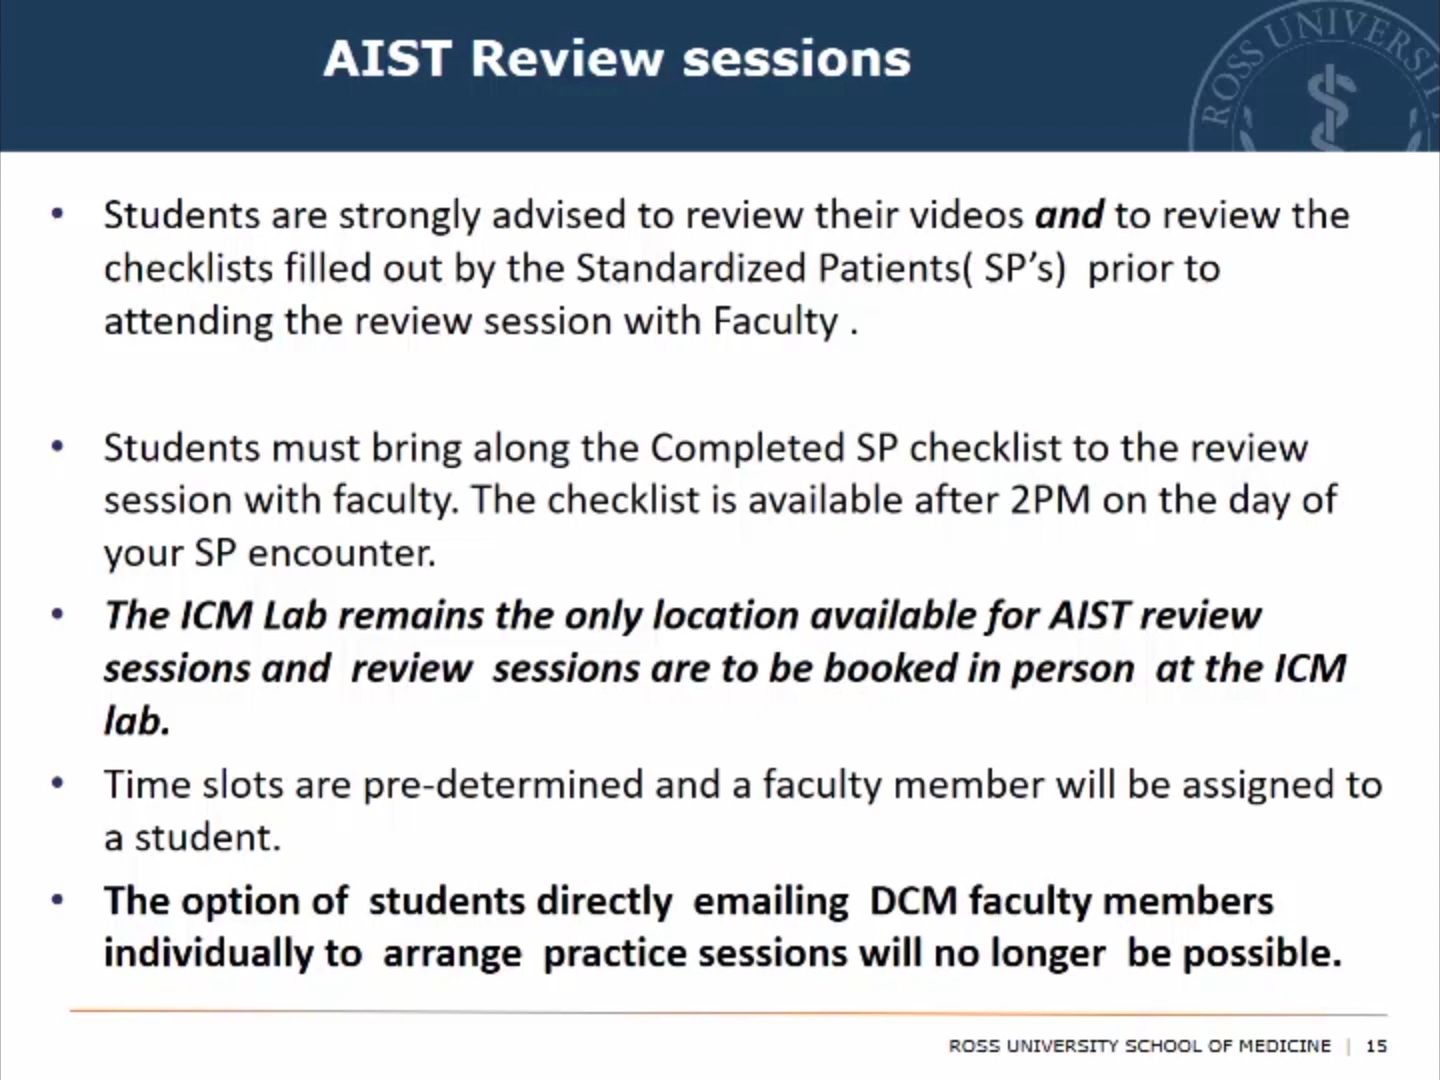 AIST Review sessions
ROSS UNIVERSITY
• Students are strongly advised to review their videos and to review the
checklists filled out by the Standardized Patients( SP’s)  prior to
attending the review session with Faculty .
• Students must bring along the Completed SP checklist to the review
session with faculty. The checklist is available after 2PM on the day of
your SP encounter.
• The ICM Lab remains the only location available for AIST review
sessions and  review  sessions are to be booked in person  at the ICM
lab.
• Time slots are pre-determined and a faculty member will be assigned to
a student.
• The option of  students directly  emailing  DCM faculty members
individually to  arrange  practice sessions will no longer  be possible.
ROSS UNIVERSITY SCHOOL OF MEDICINE | 15